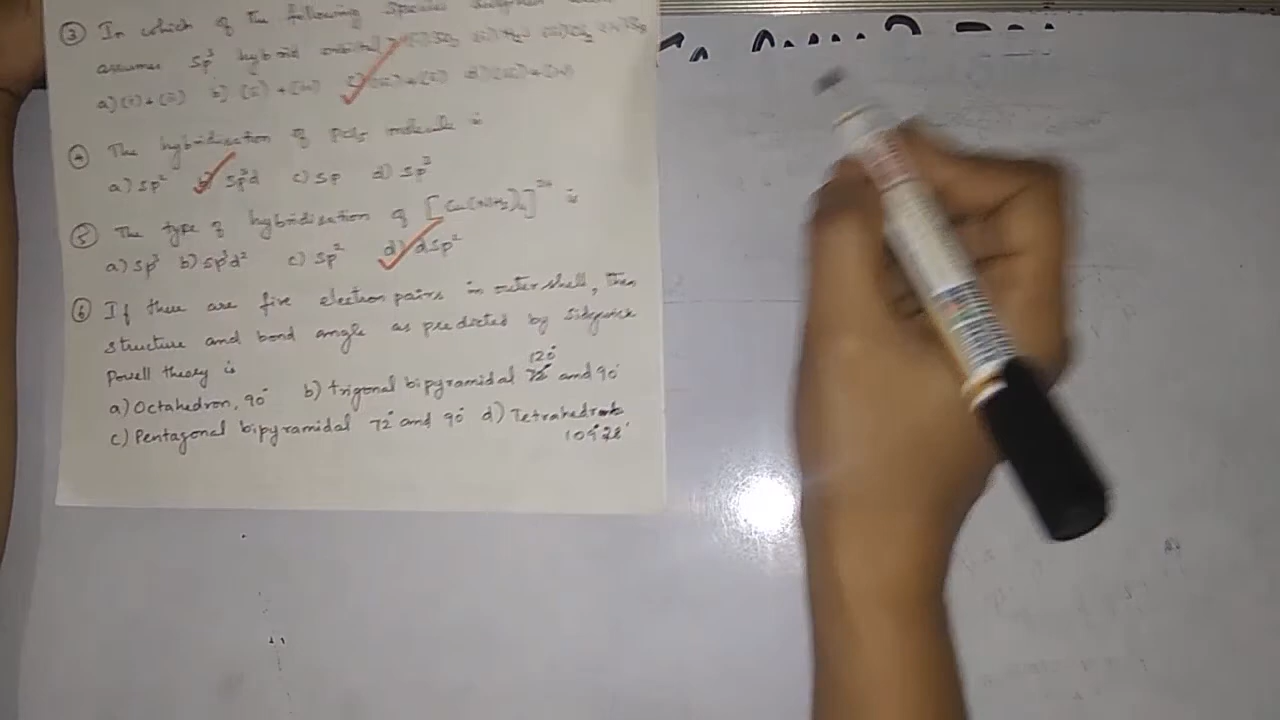 ③ In which of the following species
assumes sp³ hybrid orbital
a) (i) + (ii) b)
④ The hybridisation of PCl₅ molecule is
a) sp² b) sp³d c) sp d) sp³
⑤ The type of hybridisation of [Cu(NH₃)₄]²⁺ is
a) sp³ b) sp³d² c) sp² d) dsp²
⑥ If there are five electron pairs in outer shell, then
structure and bond angle as predicted by Sidgwick
Powell theory is
120°
a) Octahedron, 90° b) trigonal bipyramidal 72° and 90°
c) Pentagonal bipyramidal 72° and 90° d) Tetrahedron
109°28'